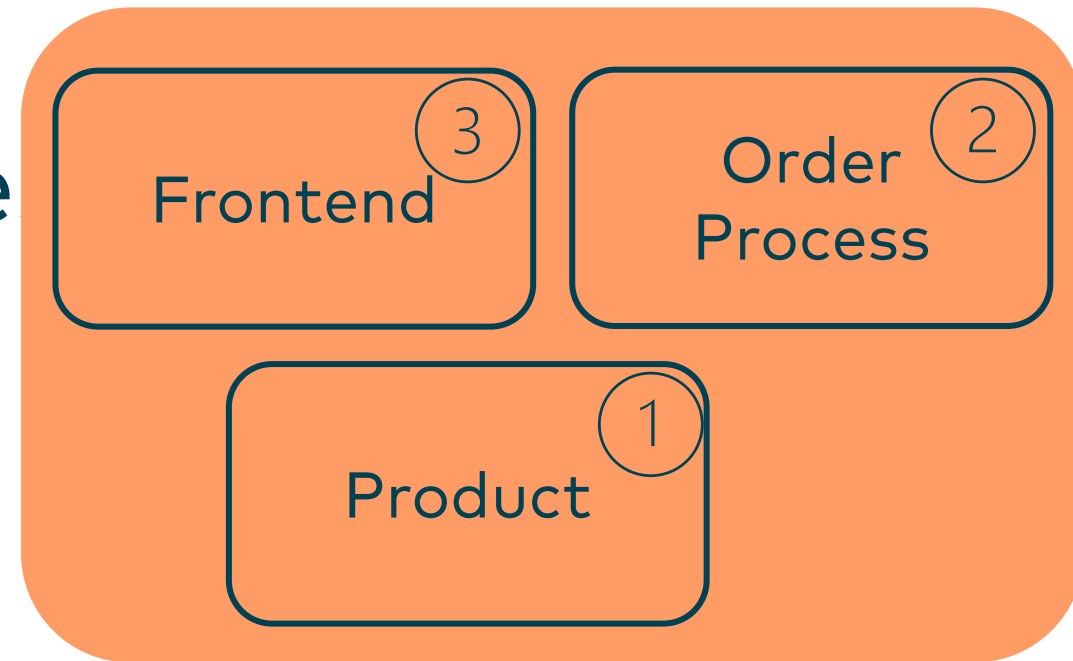 e
3
Frontend
2
Order
Process
1
Product